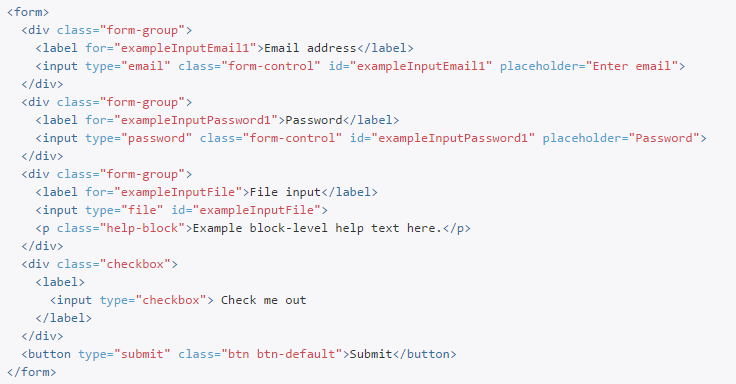 <form>
  <div class="form-group">
    <label for="exampleInputEmail1">Email address</label>
    <input type="email" class="form-control" id="exampleInputEmail1" placeholder="Enter email">
  </div>
  <div class="form-group">
    <label for="exampleInputPassword1">Password</label>
    <input type="password" class="form-control" id="exampleInputPassword1" placeholder="Password">
  </div>
  <div class="form-group">
    <label for="exampleInputFile">File input</label>
    <input type="file" id="exampleInputFile">
    <p class="help-block">Example block-level help text here.</p>
  </div>
  <div class="checkbox">
    <label>
      <input type="checkbox"> Check me out
    </label>
  </div>
  <button type="submit" class="btn btn-default">Submit</button>
</form>